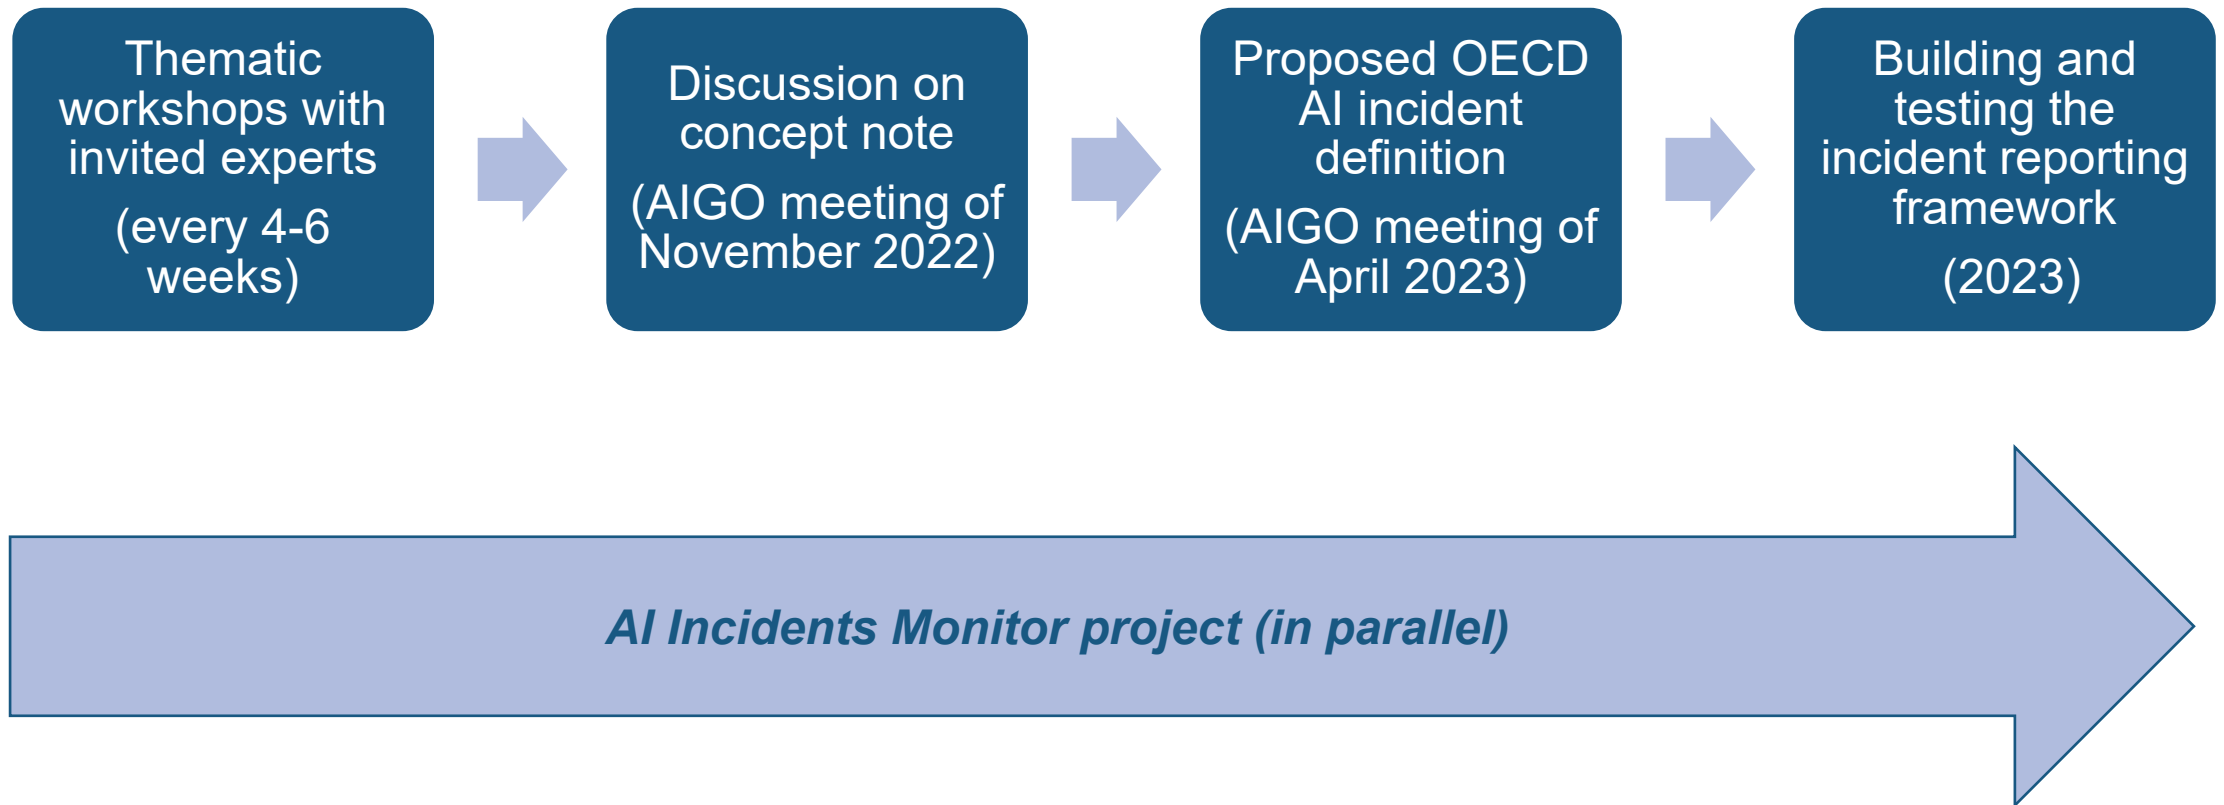 Thematic
workshops with
invited experts
(every 4-6
weeks)
Discussion on
concept note
(AIGO meeting of
November 2022)
Proposed OECD
AI incident
definition
(AIGO meeting of
April 2023)
Building and
testing the
incident reporting
framework
(2023)
AI Incidents Monitor project (in parallel)